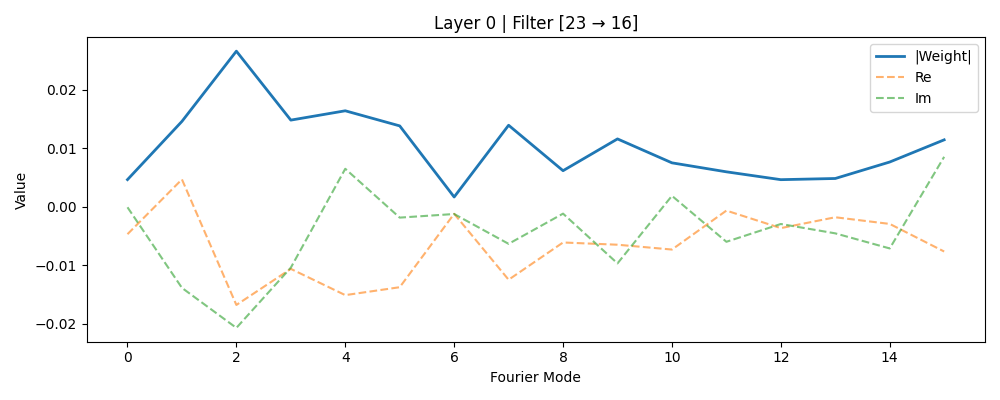 Layer 0 | Filter [23 → 16]
|Weight|
Re
Im
Value
0.02
0.01
0.00
−0.01
−0.02
0 2 4 6 8 10 12 14
Fourier Mode